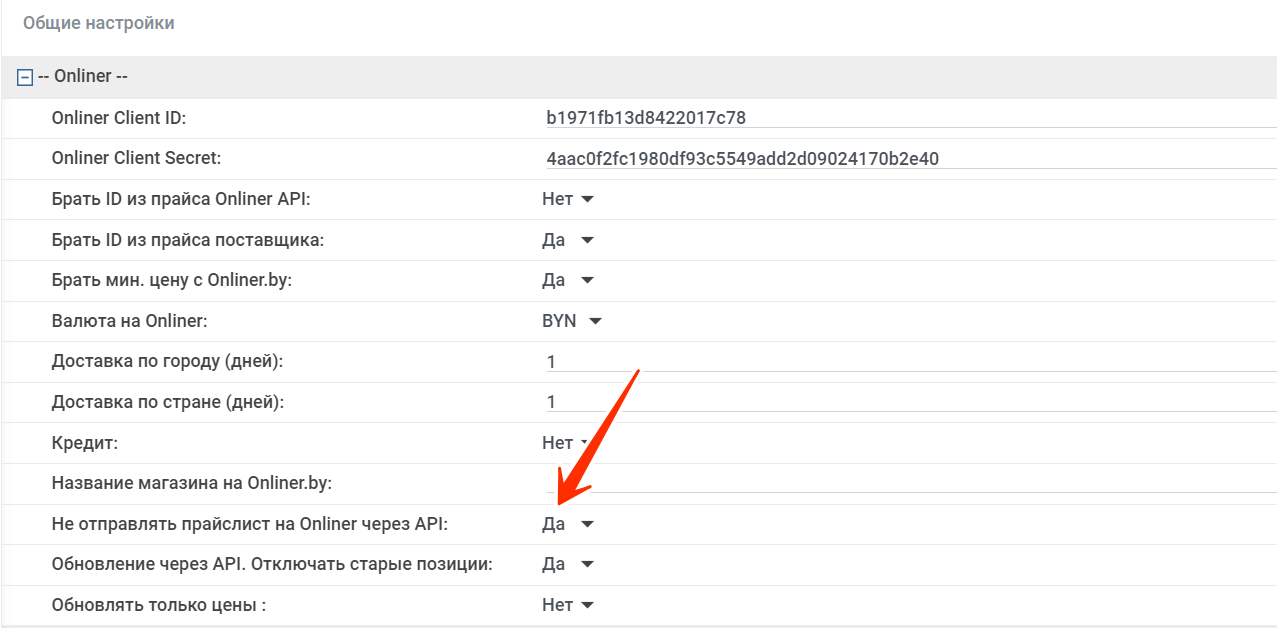 Общие настройки
-- Onliner --
Onliner Client ID: b1971fb13d8422017c78
Onliner Client Secret: 4aac0f2fc1980df93c5549add2d09024170b2e40
Брать ID из прайса Onliner API: Нет
Брать ID из прайса поставщика: Да
Брать мин. цену с Onliner.by: Да
Валюта на Onliner: BYN
Доставка по городу (дней): 1
Доставка по стране (дней): 1
Кредит: Нет
Название магазина на Onliner.by:
Не отправлять прайслист на Onliner через API: Да
Обновление через API. Отключать старые позиции: Да
Обновлять только цены : Нет